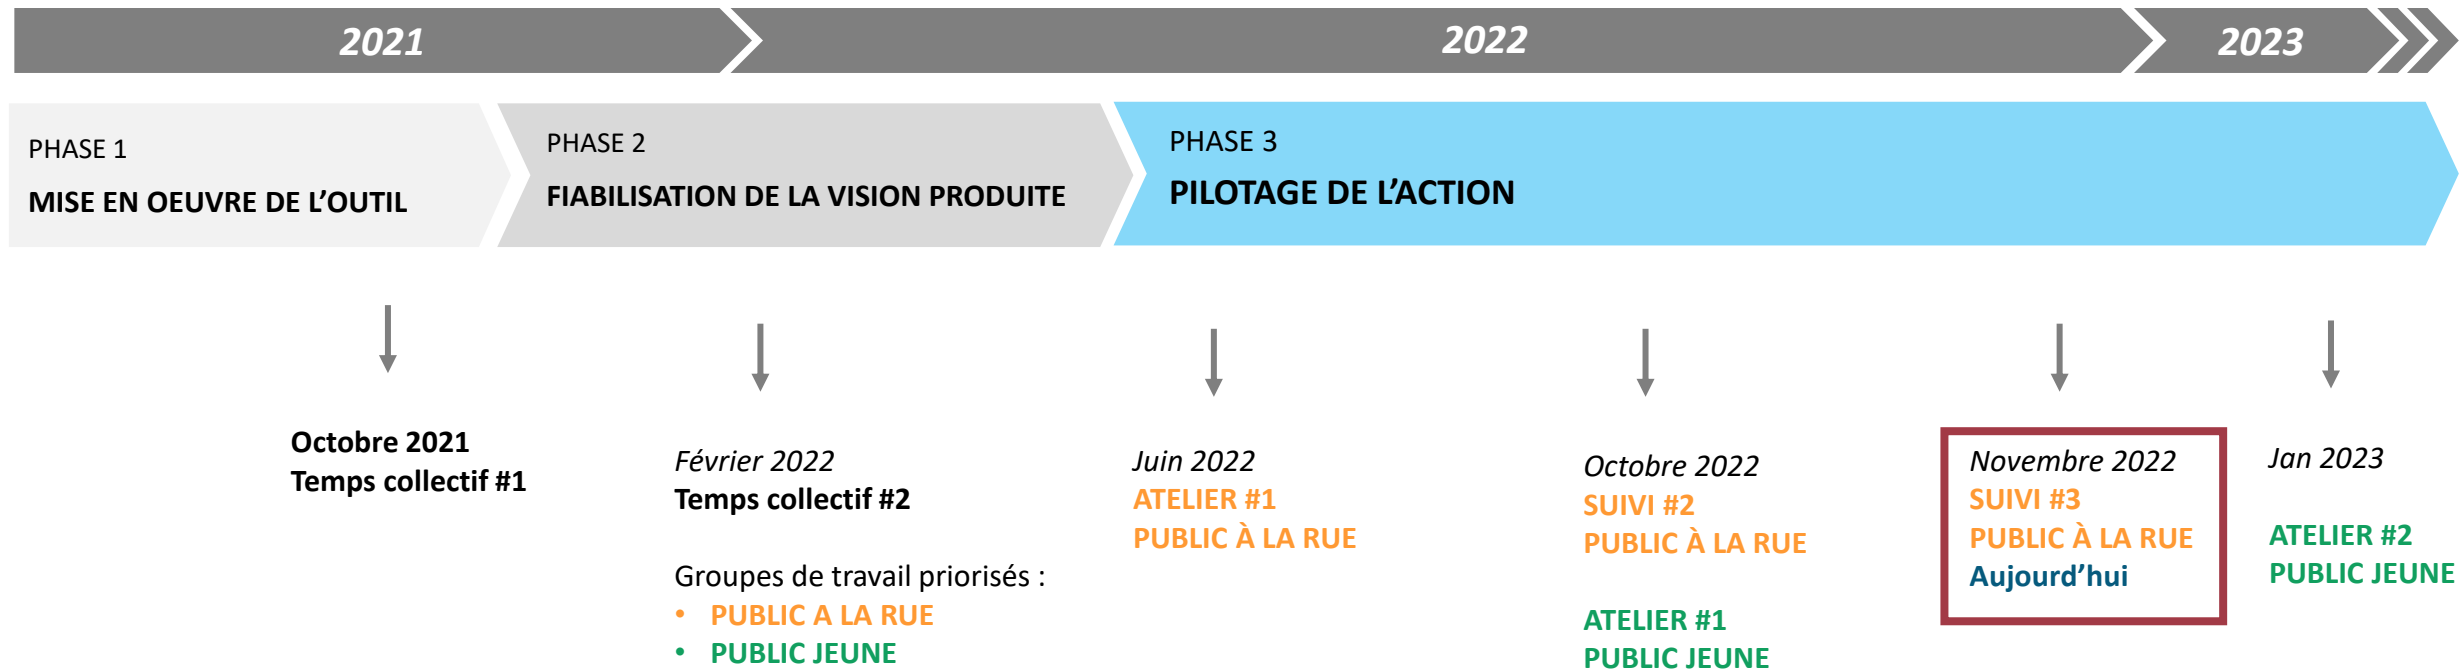 2021
2022
2023
PHASE 1
MISE EN OEUVRE DE L’OUTIL
PHASE 2
FIABILISATION DE LA VISION PRODUITE
PHASE 3
PILOTAGE DE L’ACTION
Octobre 2021
Temps collectif #1
Février 2022
Temps collectif #2
Groupes de travail priorisés :
• PUBLIC A LA RUE
• PUBLIC JEUNE
Juin 2022
ATELIER #1
PUBLIC À LA RUE
Octobre 2022
SUIVI #2
PUBLIC À LA RUE
ATELIER #1
PUBLIC JEUNE
Novembre 2022
SUIVI #3
PUBLIC À LA RUE
Aujourd’hui
Jan 2023
ATELIER #2
PUBLIC JEUNE